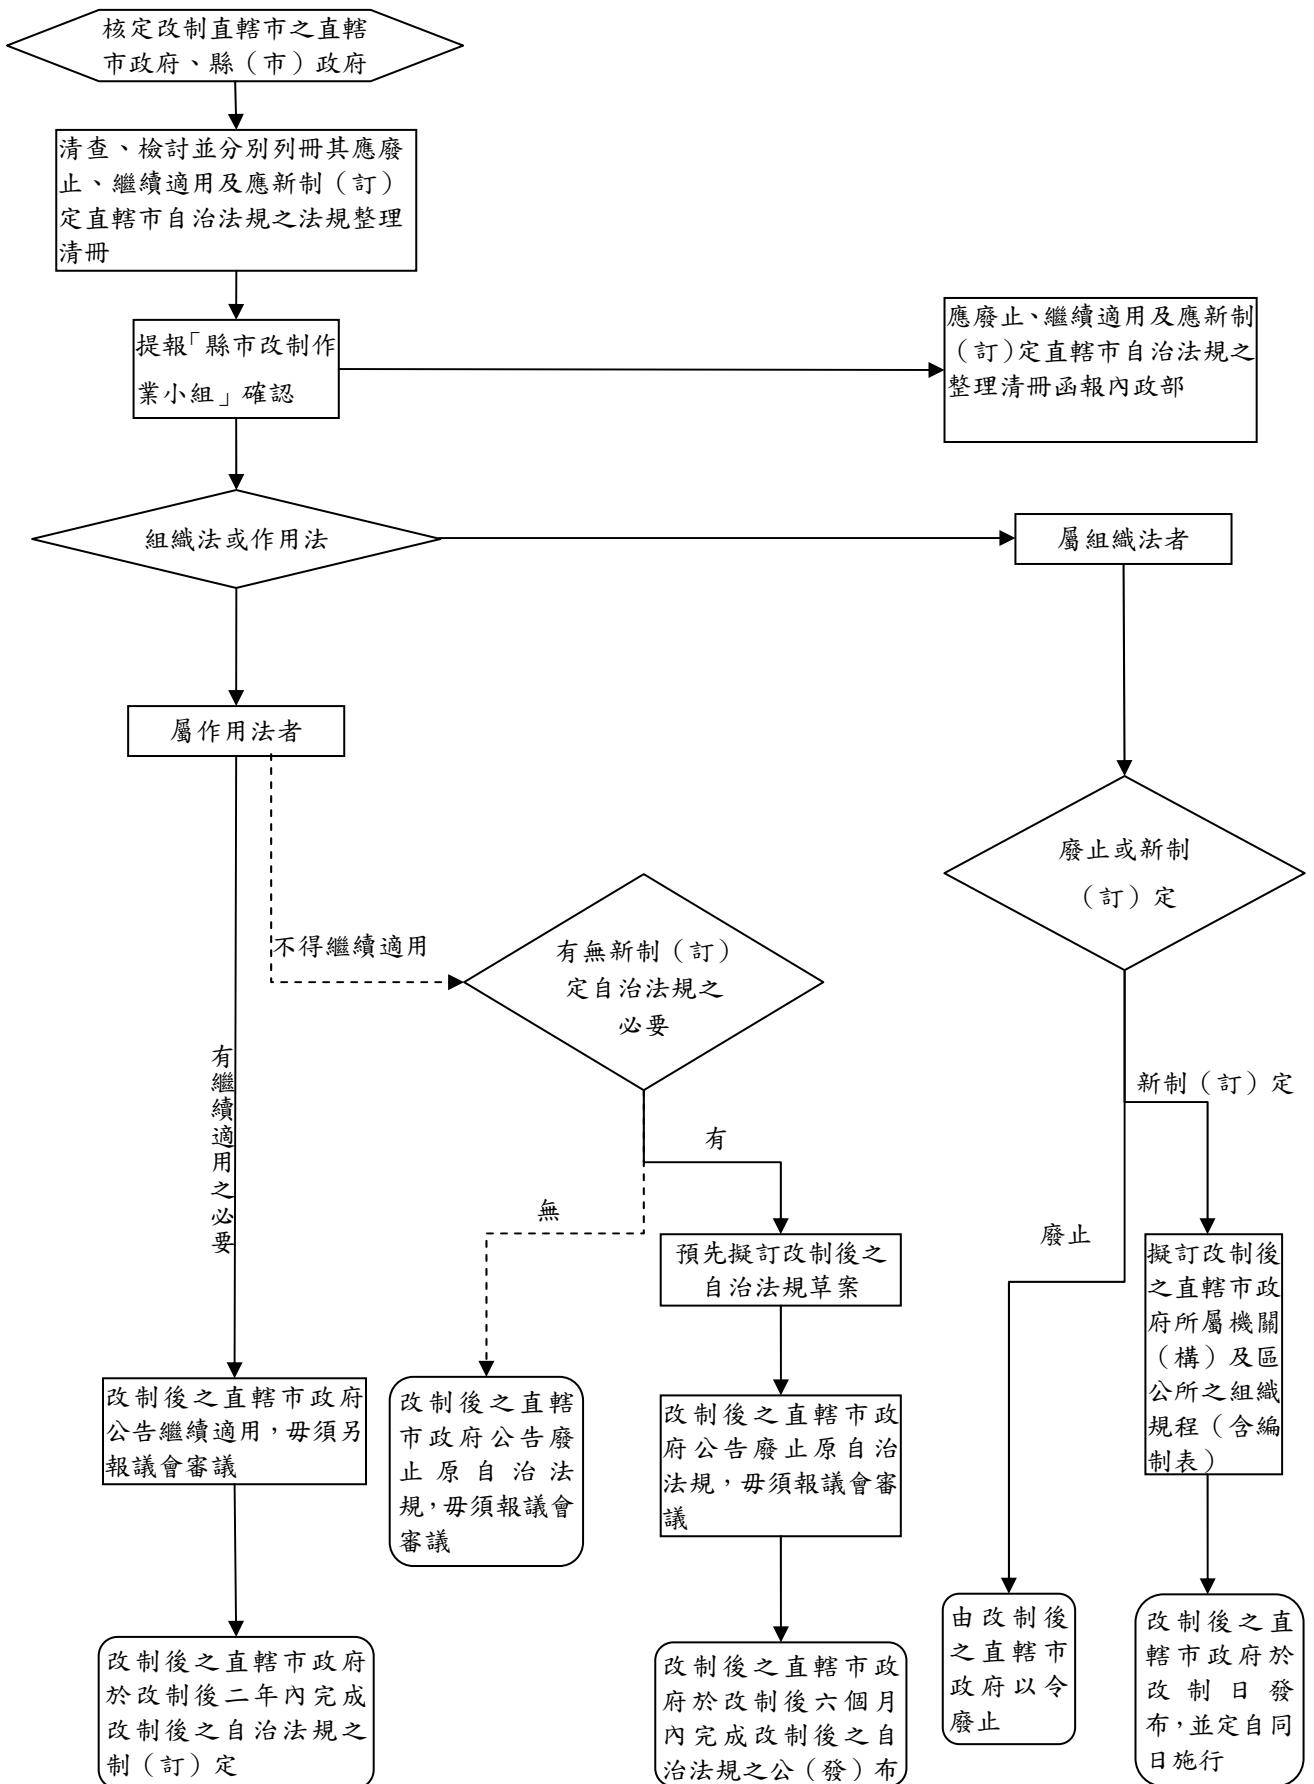 核定改制直轄市之直轄
市政府、縣（市）政府
清查、檢討並分別列冊其應廢
止、繼續適用及應新制（訂）
定直轄市自治法規之法規整理
清冊
提報「縣市改制作
業小組」確認
應廢止、繼續適用及應新制
（訂）定直轄市自治法規之
整理清冊函報內政部
組織法或作用法
屬組織法者
屬作用法者
廢止或新制
（訂）定
不得繼續適用
有無新制（訂）
定自治法規之
必要
有繼續適用之必要
新制（訂）定
有
無
廢止
預先擬訂改制後之
自治法規草案
擬訂改制後
之直轄市政
府所屬機關
（構）及區
公所之組織
規程（含編
制表）
改制後之直轄市政府
公告繼續適用，毋須另
報議會審議
改制後之直轄
市政府公告廢
止原自治法
規，毋須報議會
審議
改制後之直轄市政
府公告廢止原自治
法規，毋須報議會審
議
改制後之直轄市政府
於改制後二年內完成
改制後之自治法規之
制（訂）定
改制後之直轄市政
府於改制後六個月
內完成改制後之自
治法規之公（發）布
由改制後
之直轄市
政府以令
廢止
改制後之直
轄市政府於
改制日發
布，並定自同
日施行